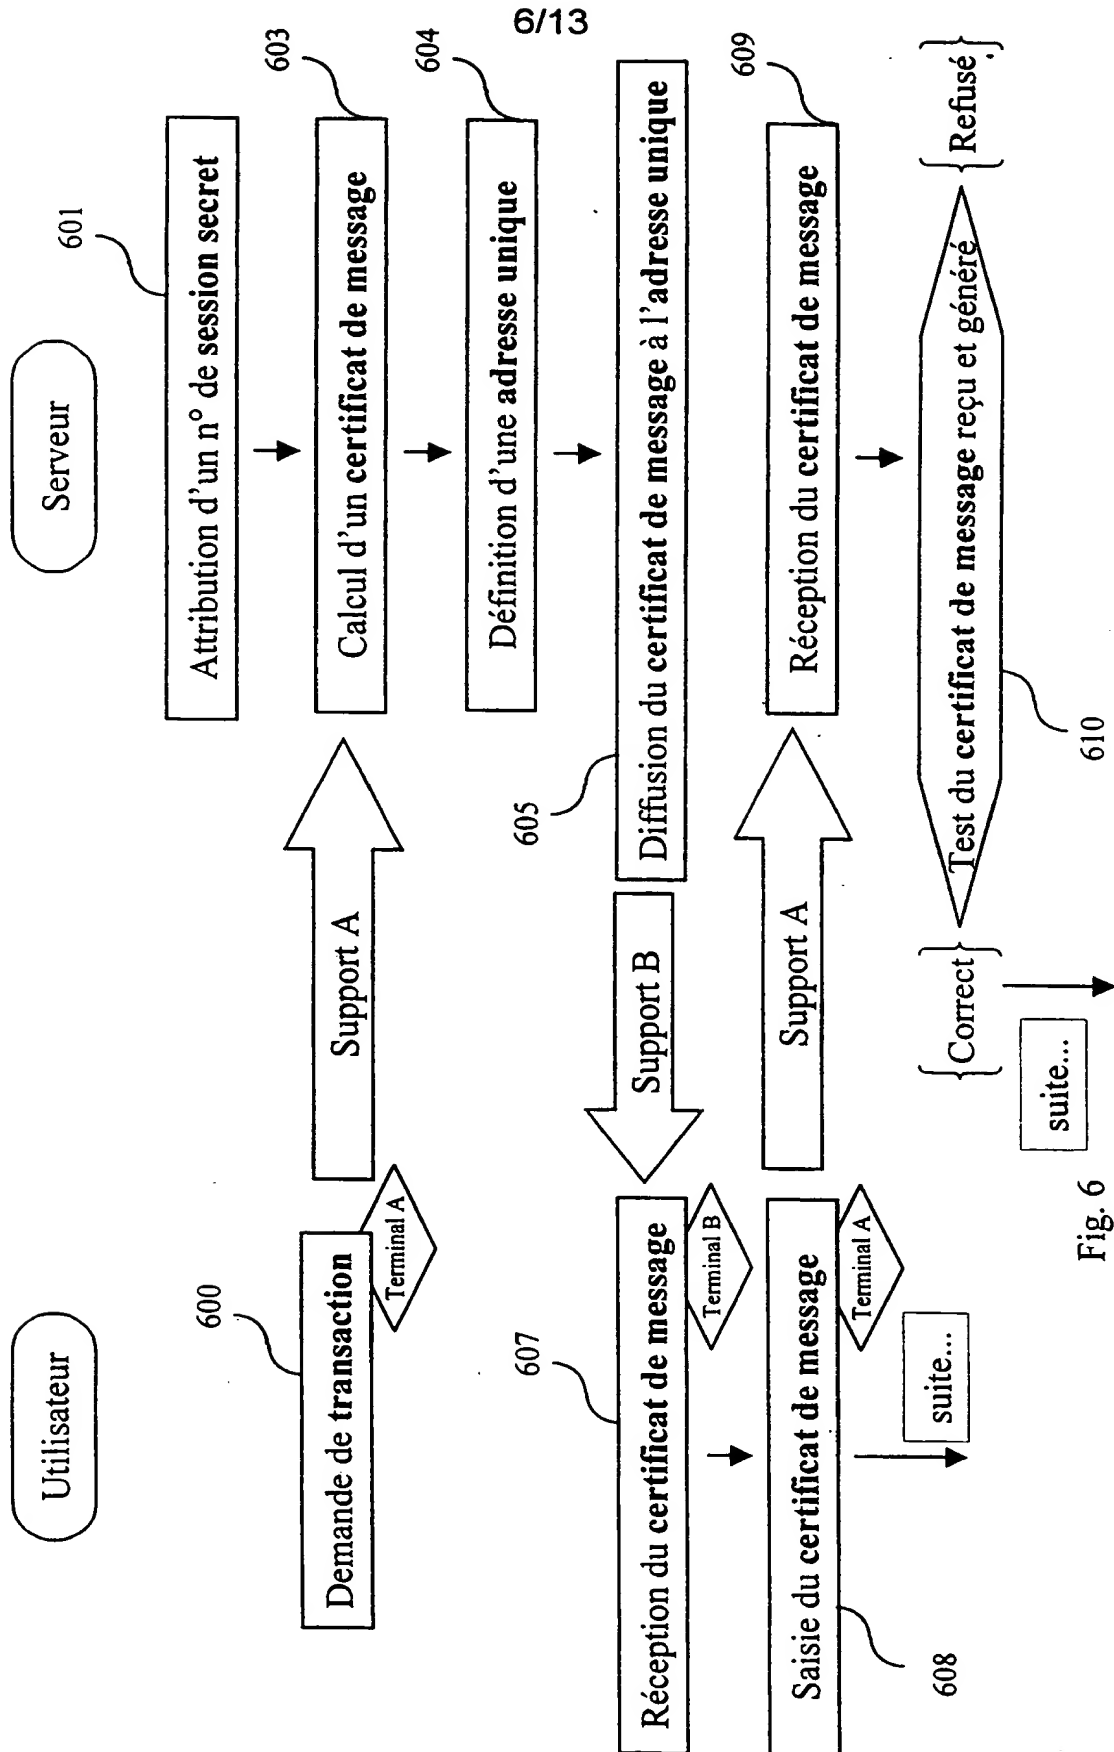 6/13
Utilisateur
Serveur
601
Attribution d'un n° de session secret
600
Demande de transaction
Terminal A
Support A
603
Calcul d'un certificat de message
604
Définition d'une adresse unique
605
Diffusion du certificat de message à l'adresse unique
Support B
607
Réception du certificat de message
Terminal B
608
Saisie du certificat de message
Terminal A
Support A
609
Réception du certificat de message
suite...
Correct
Test du certificat de message reçu et généré
Refusé
610
suite...
Fig. 6